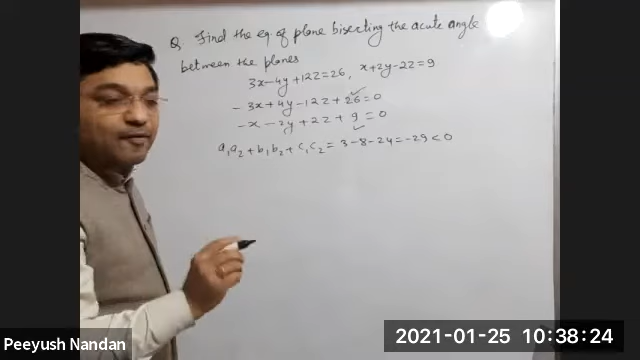 Q. Find the eq of plane bisecting the acute angle
between the planes
3x-4y+12z=26, x+2y-2z=9
-3x+4y-12z+26=0
-x-2y+2z+9=0
a₁a₂+b₁b₂+c₁c₂=3-8-24=-29<0
Peeyush Nandan
2021-01-25 10:38:24